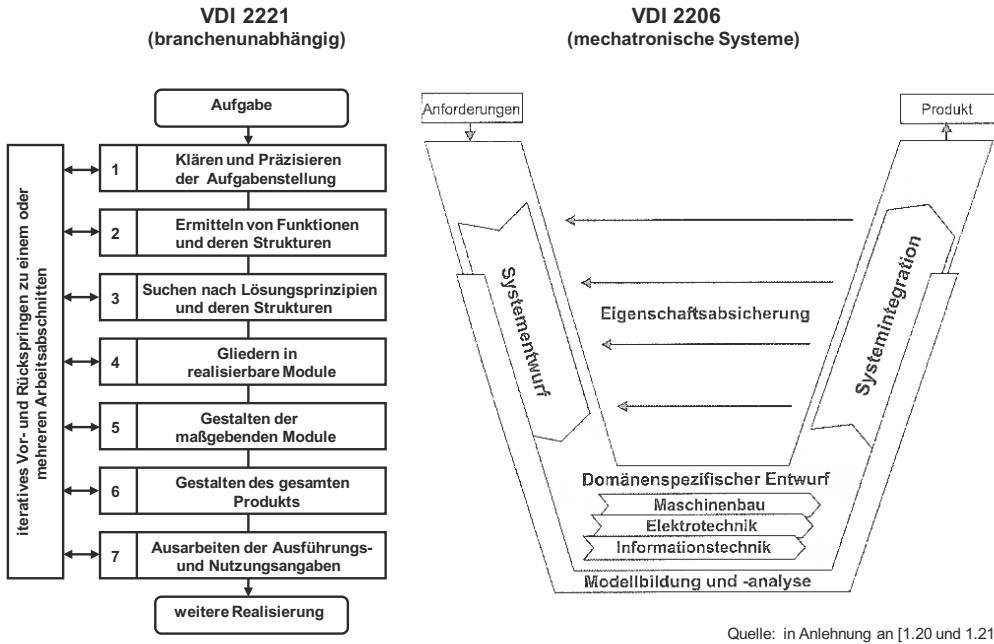 VDI 2221
(branchenunabhängig)
Aufgabe
iteratives Vor- und Rückspringen zu einem oder
mehreren Arbeitsabschnitten
1
Klären und Präzisieren
der Aufgabenstellung
2
Ermitteln von Funktionen
und deren Strukturen
3
Suchen nach Lösungsprinzipien
und deren Strukturen
4
Gliedern in
realisierbare Module
5
Gestalten der
maßgebenden Module
6
Gestalten des gesamten
Produkts
7
Ausarbeiten der Ausführungs-
und Nutzungsangaben
weitere Realisierung
VDI 2206
(mechatronische Systeme)
Anforderungen
Produkt
Systementwurf
Eigenschaftsabsicherung
Systemintegration
Domänenspezifischer Entwurf
Maschinenbau
Elektrotechnik
Informationstechnik
Modellbildung und -analyse
Quelle: in Anlehnung an [1.20 und 1.21